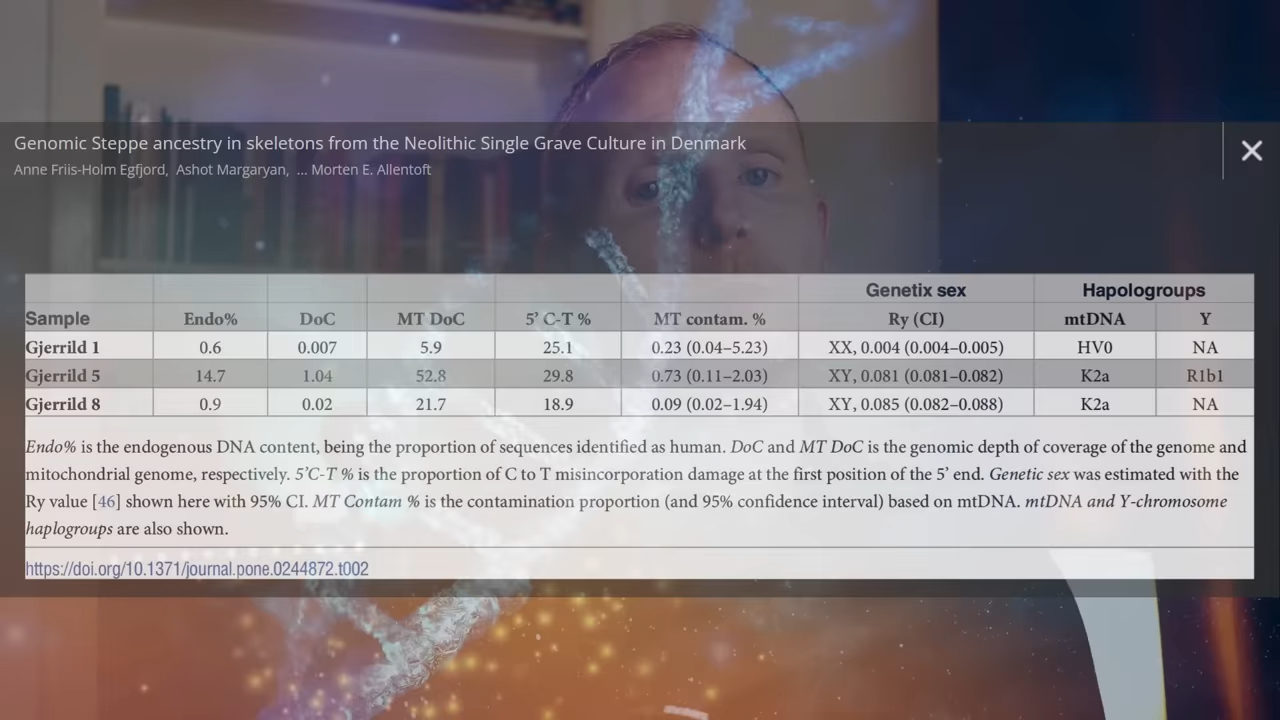 Genomic Steppe ancestry in skeletons from the Neolithic Single Grave Culture in Denmark
Anne Friis-Holm Egfjord, Ashot Margaryan, ... Morten E. Allentoft
Genetix sex Hapologroups
Sample Endo% DoC MT DoC 5’ C-T % MT contam. % Ry (CI) mtDNA Y
Gjerrild 1 0.6 0.007 5.9 25.1 0.23 (0.04–5.23) XX, 0.004 (0.004–0.005) HV0 NA
Gjerrild 5 14.7 1.04 52.8 29.8 0.73 (0.11–2.03) XY, 0.081 (0.081–0.082) K2a R1b1
Gjerrild 8 0.9 0.02 21.7 18.9 0.09 (0.02–1.94) XY, 0.085 (0.082–0.088) K2a NA
Endo% is the endogenous DNA content, being the proportion of sequences identified as human. DoC and MT DoC is the genomic depth of coverage of the genome and
mitochondrial genome, respectively. 5’C-T % is the proportion of C to T misincorporation damage at the first position of the 5’ end. Genetic sex was estimated with the
Ry value [46] shown here with 95% CI. MT Contam % is the contamination proportion (and 95% confidence interval) based on mtDNA. mtDNA and Y-chromosome
haplogroups are also shown.
https://doi.org/10.1371/journal.pone.0244872.t002